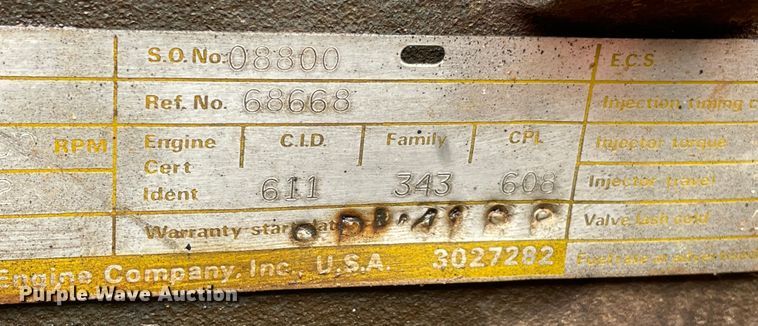 S.O.No. 08800
E.C.S
Ref. No. 68668
Injection timing c
RPM
Engine
Cert
Ident
C.I.D.
Family
CPL
Injector torque
611
343
608
Injector travel
Warranty start date
Valve lash cold
Engine Company, Inc., U.S.A. 3027282
Purple Wave Auction